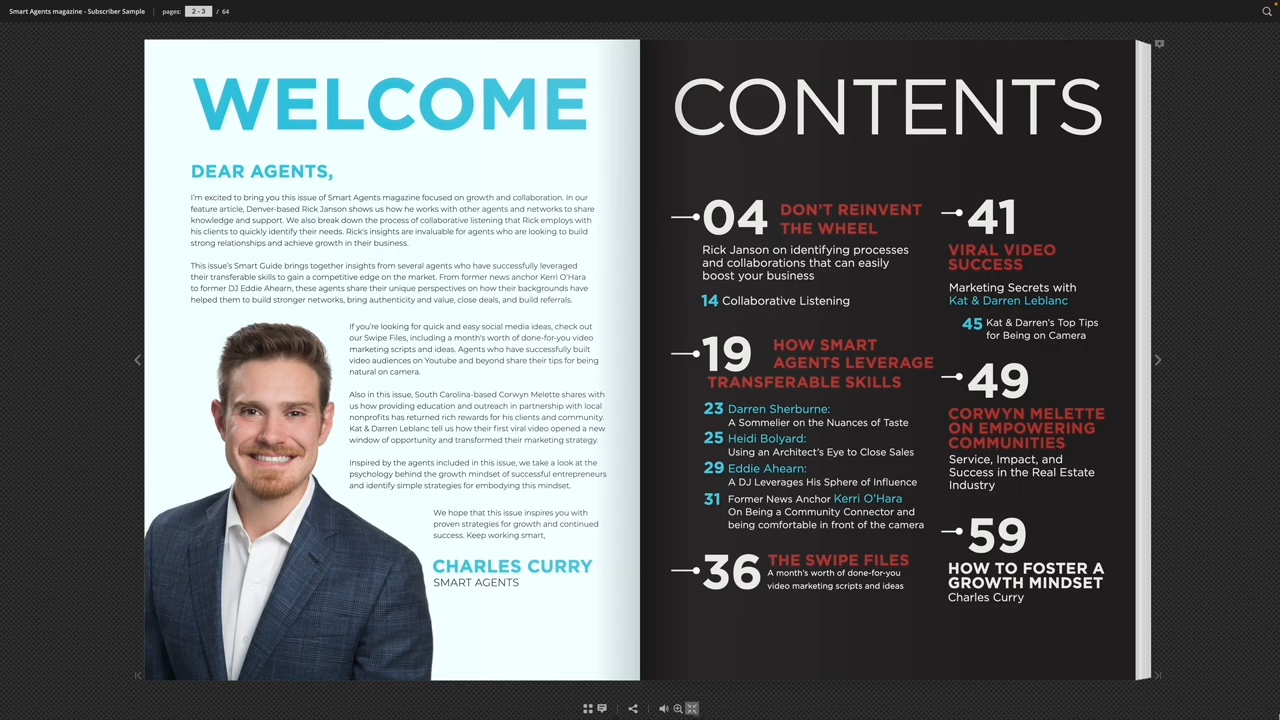 Smart Agents magazine - Subscriber Sample
pages: 2 - 3 / 64
WELCOME
DEAR AGENTS,
I'm excited to bring you this issue of Smart Agents magazine focused on growth and collaboration. In our
feature article, Denver-based Rick Janson shows us how he works with other agents and networks to share
knowledge and support. We also break down the process of collaborative listening that Rick employs with
his clients to quickly identify their needs. Rick's insights are invaluable for agents who are looking to build
strong relationships and achieve growth in their business.
This issue's Smart Guide brings together insights from several agents who have successfully leveraged
their transferable skills to gain a competitive edge on the market. From former news anchor Kerri O'Hara
to former DJ Eddie Ahearn, these agents share their unique perspectives on how their backgrounds have
helped them to build stronger networks, bring authenticity and value, close deals, and build referrals.
If you're looking for quick and easy social media ideas, check out
our Swipe Files, including a month's worth of done-for-you video
marketing scripts and ideas. Agents who have successfully built
video audiences on Youtube and beyond share their tips for being
natural on camera.
Also in this issue, South Carolina-based Corwyn Melette shares with
us how providing education and outreach in partnership with local
nonprofits has returned rich rewards for his clients and community.
Kat & Darren Leblanc tell us how their first viral video opened a new
window of opportunity and transformed their marketing strategy.
Inspired by the agents included in this issue, we take a look at the
psychology behind the growth mindset of successful entrepreneurs
and identify simple strategies for embodying this mindset.
We hope that this issue inspires you with
proven strategies for growth and continued
success. Keep working smart,
CHARLES CURRY
SMART AGENTS
CONTENTS
04 DON'T REINVENT
THE WHEEL
Rick Janson on identifying processes
and collaborations that can easily
boost your business
14 Collaborative Listening
19 HOW SMART
AGENTS LEVERAGE
TRANSFERABLE SKILLS
23 Darren Sherburne:
A Sommelier on the Nuances of Taste
25 Heidi Bolyard:
Using an Architect's Eye to Close Sales
29 Eddie Ahearn:
A DJ Leverages His Sphere of Influence
31 Former News Anchor Kerri O'Hara
On Being a Community Connector and
being comfortable in front of the camera
36 THE SWIPE FILES
A month's worth of done-for-you
video marketing scripts and ideas
41
VIRAL VIDEO
SUCCESS
Marketing Secrets with
Kat & Darren Leblanc
45 Kat & Darren's Top Tips
for Being on Camera
49
CORWYN MELETTE
ON EMPOWERING
COMMUNITIES
Service, Impact, and
Success in the Real Estate
Industry
59
HOW TO FOSTER A
GROWTH MINDSET
Charles Curry